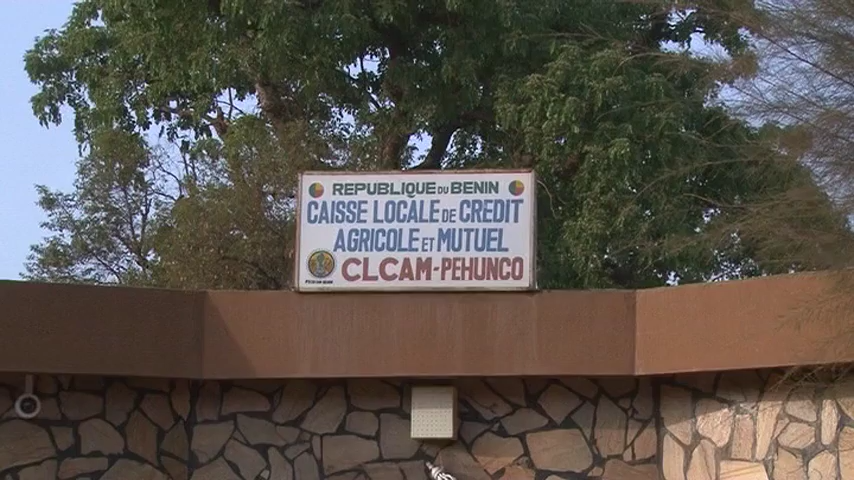 REPUBLIQUE DU BENIN
CAISSE LOCALE DE CREDIT
AGRICOLE ET MUTUEL
CLCAM-PEHUNCO